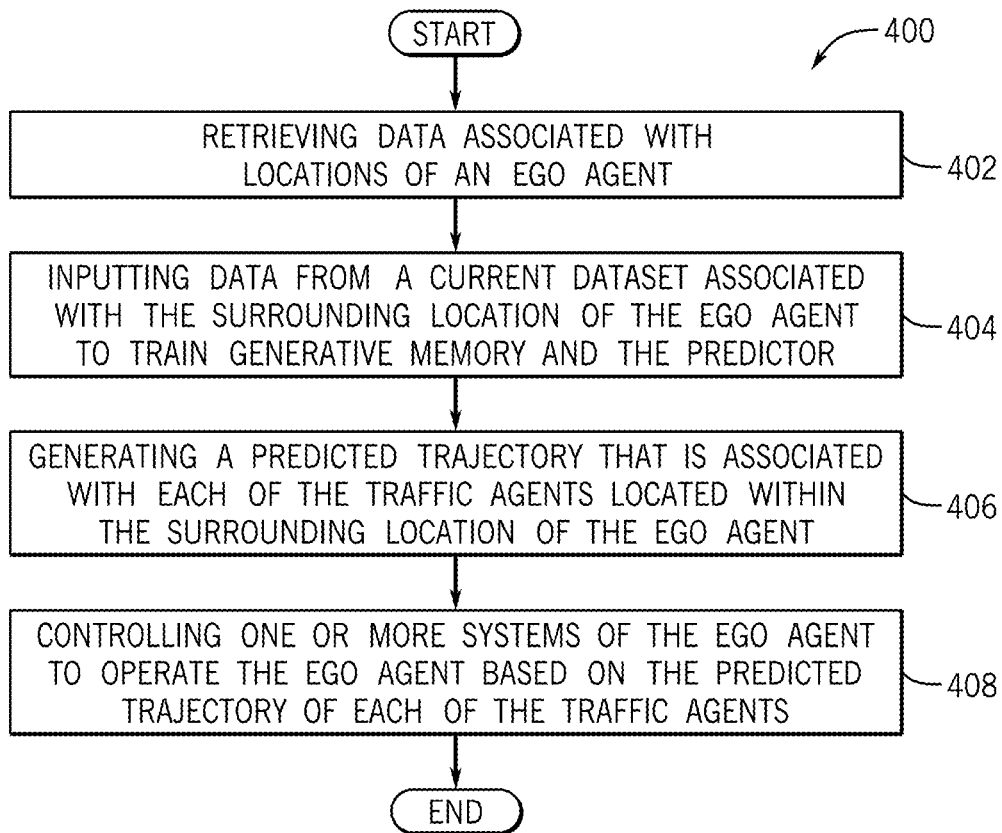 START
400
RETRIEVING DATA ASSOCIATED WITH
LOCATIONS OF AN EGO AGENT
402
INPUTTING DATA FROM A CURRENT DATASET ASSOCIATED
WITH THE SURROUNDING LOCATION OF THE EGO AGENT
TO TRAIN GENERATIVE MEMORY AND THE PREDICTOR
404
GENERATING A PREDICTED TRAJECTORY THAT IS ASSOCIATED
WITH EACH OF THE TRAFFIC AGENTS LOCATED WITHIN
THE SURROUNDING LOCATION OF THE EGO AGENT
406
CONTROLLING ONE OR MORE SYSTEMS OF THE EGO AGENT
TO OPERATE THE EGO AGENT BASED ON THE PREDICTED
TRAJECTORY OF EACH OF THE TRAFFIC AGENTS
408
END